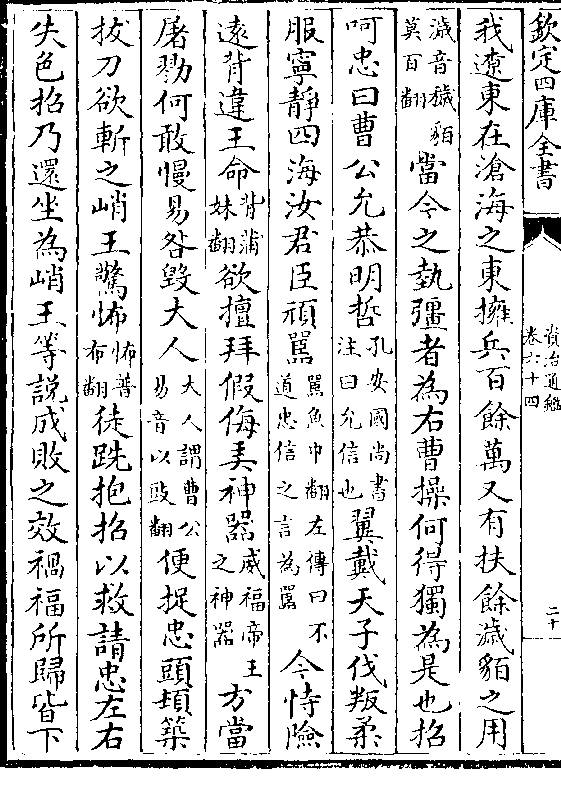 欽定四庫全書
資治通鑑
卷六十四
二十
我遼東在滄海之東擁兵百餘萬又有扶餘濊貊之用
濊音穢貊
莫百翻
當今之埶彊者為右曹操何得獨為是也招
呵忠曰曹公允恭明哲
孔安國尚書
注曰允信也
翼戴天子伐叛柔
服寧靜四海汝君臣頑嚚
嚚魚巾翻左傳曰不
道忠信之言為嚚
今恃險
遠背違王命
背蒲
妹翻
欲擅拜假侮弄神器
威福帝王
之神器
方當
屠勠何敢慢易咎毀大人
大人謂曹公
易音以豉翻
便捉忠頭頓築
拔刀欲斬之峭王驚怖
怖普
布翻
徒跣抱招以救請忠左右
失色招乃還坐為峭王等說成敗之效禍福所歸皆下